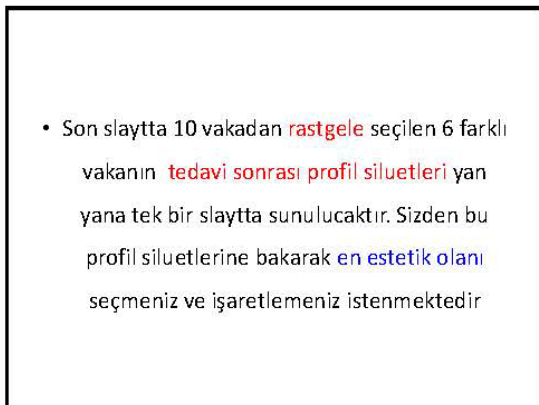 • Son slaytta 10 vakadan rastgele seçilen 6 farklı
vakanın tedavi sonrası profil siluetleri yan
yana tek bir slaytta sunulucaktır. Sizden bu
profil siluetlerine bakarak en estetik olanı
seçmeniz ve işaretlemeniz istenmektedir